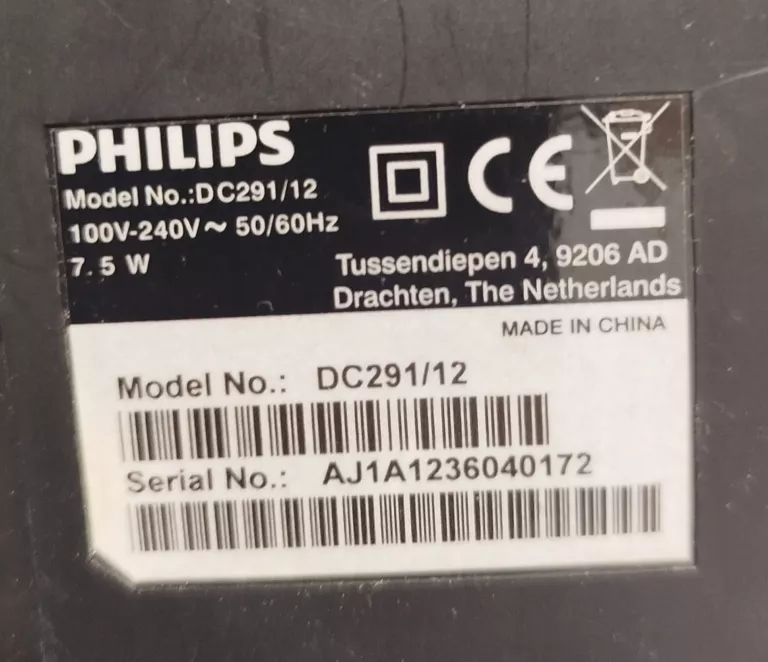 PHILIPS
Model No.:DC291/12
100V-240V~ 50/60Hz
7.5 W
CE
Tussendiepen 4, 9206 AD
Drachten, The Netherlands
MADE IN CHINA
Model No.: DC291/12
Serial No.: AJ1A1236040172